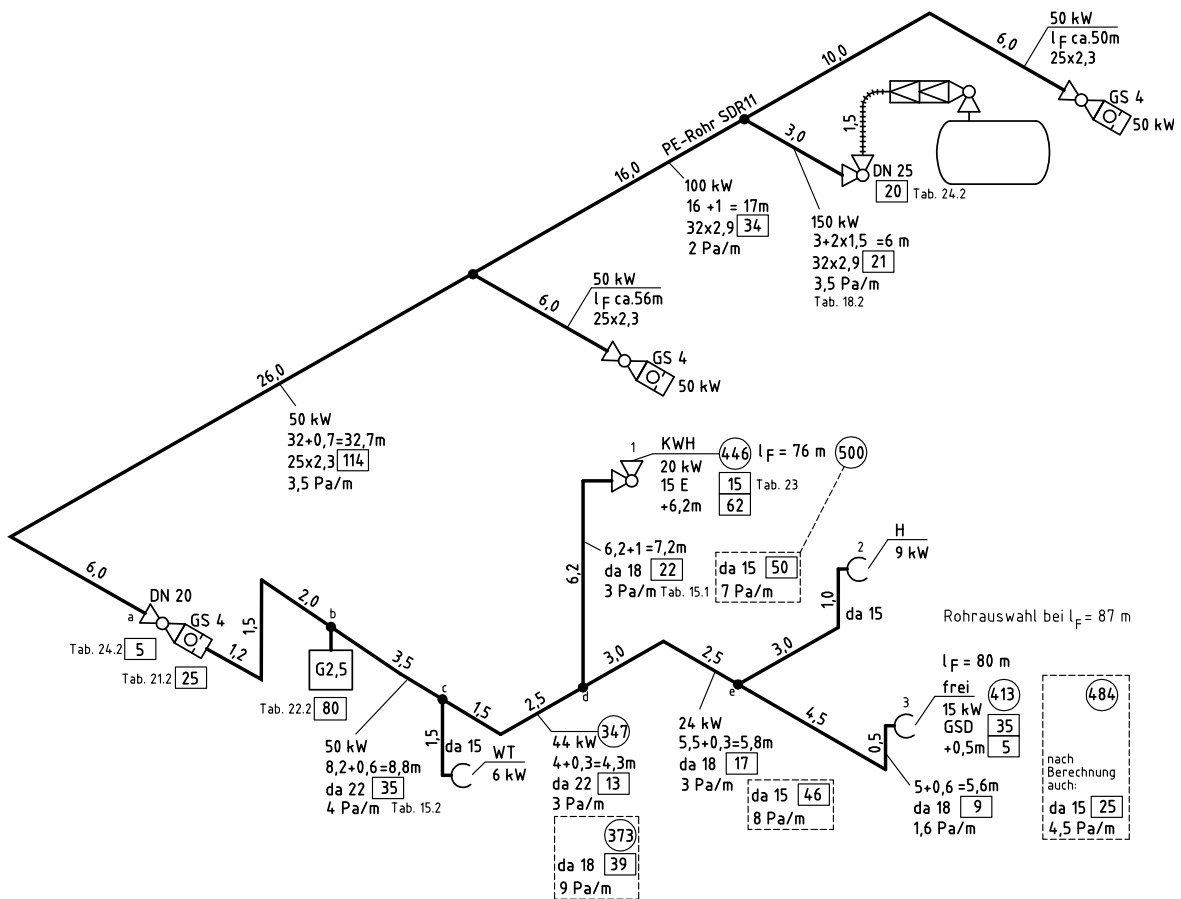 50 kW
l F ca.50m
25x2,3
6,0
10,0
GS 4
50 kW
PE-Rohr SDR11
1,5
3,0
DN 25
20 Tab. 24.2
16,0
100 kW
16 +1 = 17m
32x2,9 34
2 Pa/m
150 kW
3+2x1,5 =6 m
32x2,9 21
3,5 Pa/m
Tab. 18.2
50 kW
l F ca.56m
25x2,3
6,0
GS 4
50 kW
26,0
50 kW
32+0,7=32,7m
25x2,3 114
3,5 Pa/m
1
KWH 446 l F = 76 m 500
20 kW
15 E 15 Tab. 23
+6,2m 62
6,2
6,2+1 =7,2m
da 18 22
3 Pa/m Tab. 15.1
da 15 50
7 Pa/m
H
2
9 kW
1,0
da 15
6,0
DN 20
a
GS 4
Tab. 24.2 5
Tab. 21.2 25
1,2
1,5
2,0
b
G2,5
Tab. 22.2 80
3,5
c
50 kW
8,2+0,6=8,8m
da 22 35
4 Pa/m Tab. 15.2
1,5
da 15
WT
6 kW
1,5
2,5
d
44 kW 347
4+0,3=4,3m
da 22 13
3 Pa/m
373
da 18 39
9 Pa/m
3,0
2,5
e
24 kW
5,5+0,3=5,8m
da 18 17
3 Pa/m
da 15 46
8 Pa/m
3,0
4,5
0,5
Rohrauswahl bei l F = 87 m
l F = 80 m
3
frei 413
15 kW
GSD 35
+0,5m 5
5+0,6 =5,6m
da 18 9
1,6 Pa/m
484
nach
Berechnung
auch:
da 15 25
4,5 Pa/m